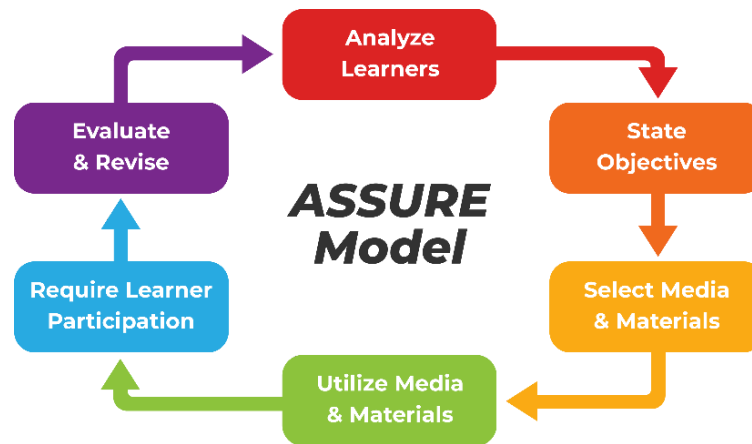 Analyze
Learners
State
Objectives
Select Media
& Materials
Utilize Media
& Materials
Require Learner
Participation
Evaluate
& Revise
ASSURE
Model